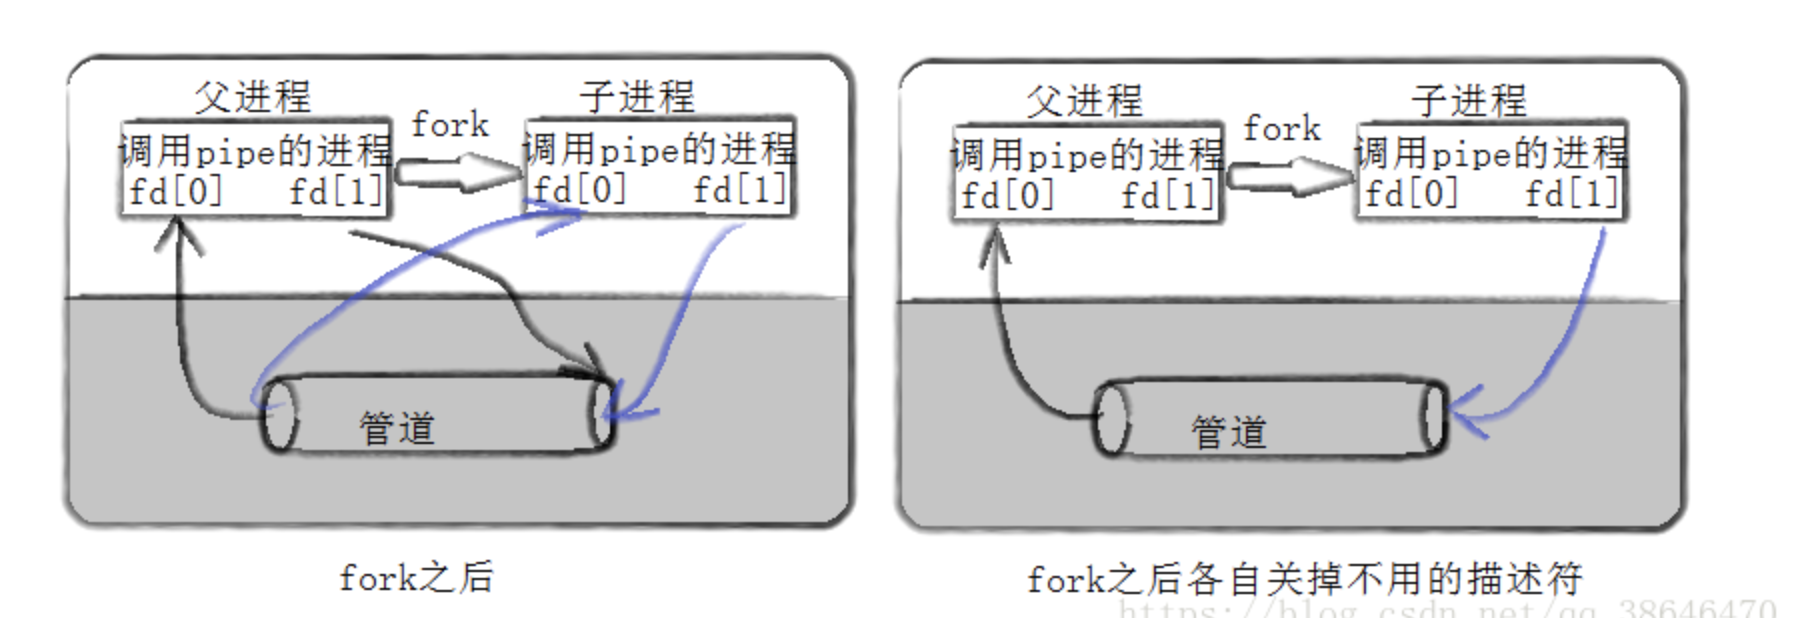 父进程
fork
子进程
调用pipe的进程
fd[0] fd[1]
调用pipe的进程
fd[0] fd[1]
管道
fork之后
父进程
fork
子进程
调用pipe的进程
fd[0] fd[1]
调用pipe的进程
fd[0] fd[1]
管道
fork之后各自关掉不用的描述符
https://blog.csdn.net/qq_38646470